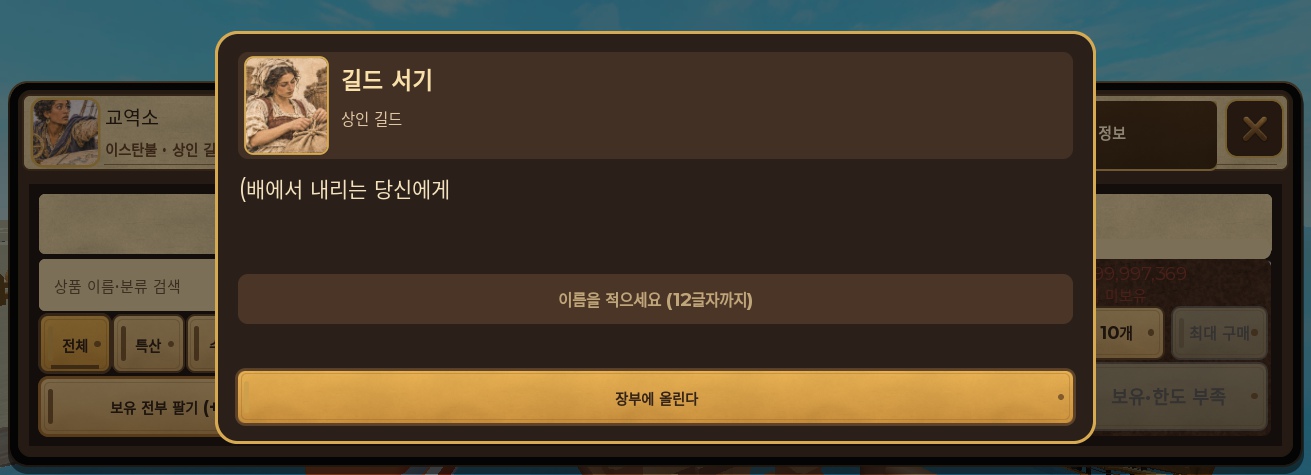 길드 서기
상인 길드
(배에서 내리는 당신에게
이름을 적으세요 (12글자까지)
장부에 올린다
교역소
이스탄불 · 상인
정보
상품 이름·분류 검색
99,997,369
미보유
전체
특산
10개
최대 구매
보유 전부 팔기
보유·한도 부족